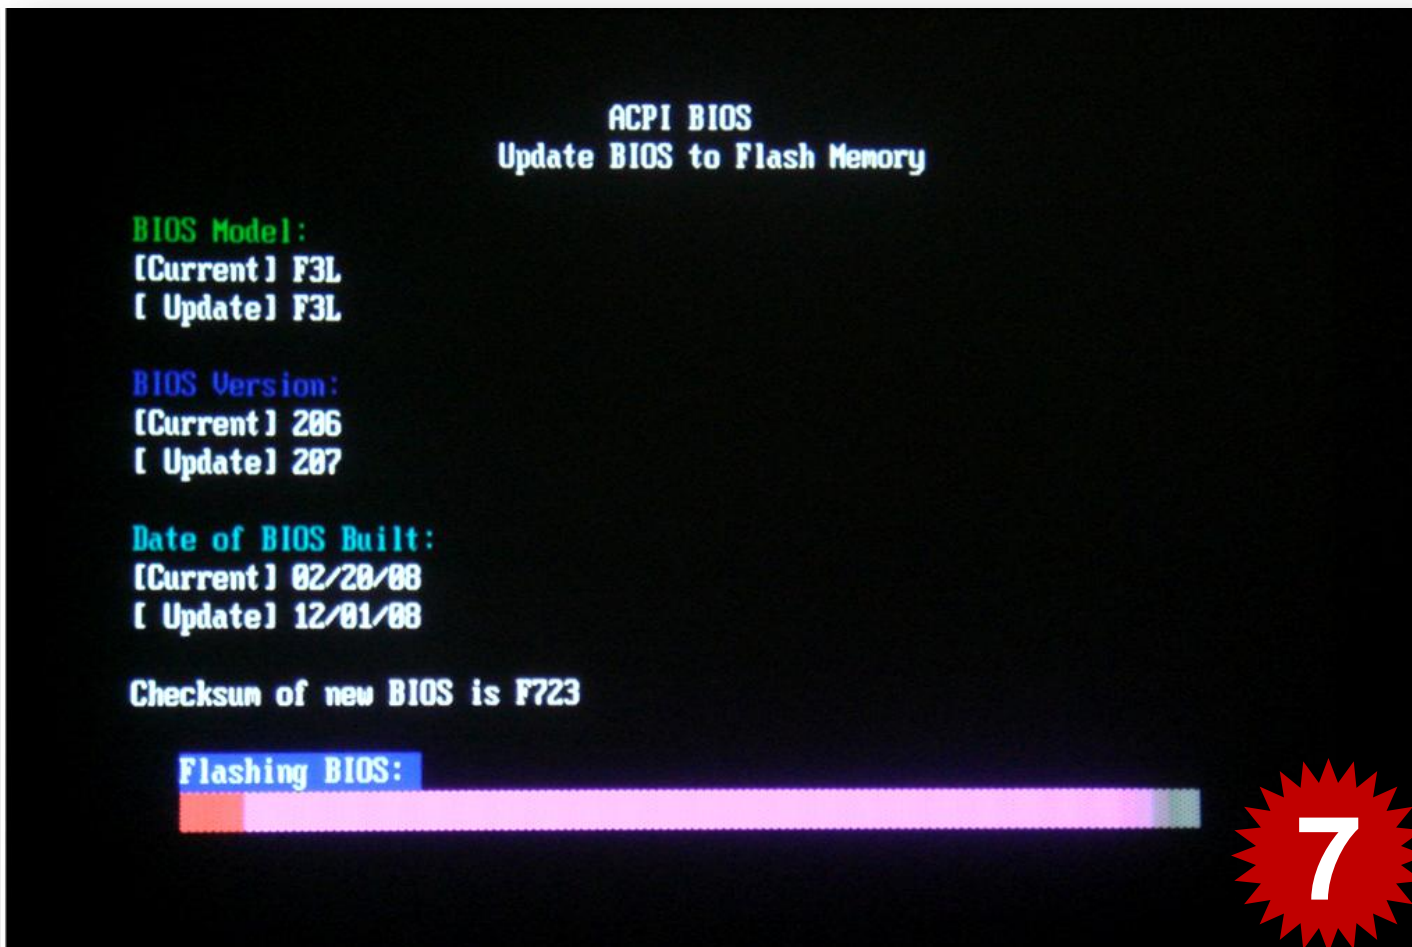 ACPI BIOS
Update BIOS to Flash Memory
BIOS Model:
[Current] F3L
[ Update] F3L
BIOS Version:
[Current] 206
[ Update] 207
Date of BIOS Built:
[Current] 02/20/08
[ Update] 12/01/08
Checksum of new BIOS is F723
Flashing BIOS:
7